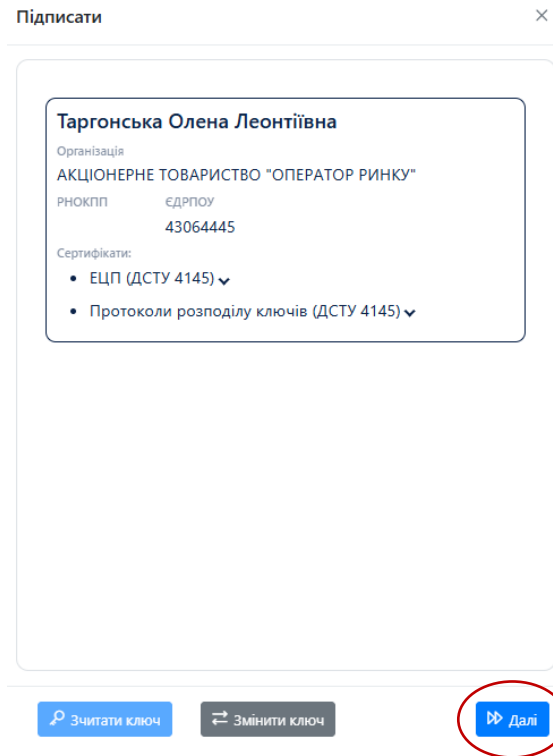 Підписати
Таргонська Олена Леонтіївна
Організація
АКЦІОНЕРНЕ ТОВАРИСТВО "ОПЕРАТОР РИНКУ"
РНОКПП ЄДРПОУ
43064445
Сертифікати:
• ЕЦП (ДСТУ 4145)
• Протоколи розподілу ключів (ДСТУ 4145)
Зчитати ключ Змінити ключ Далі